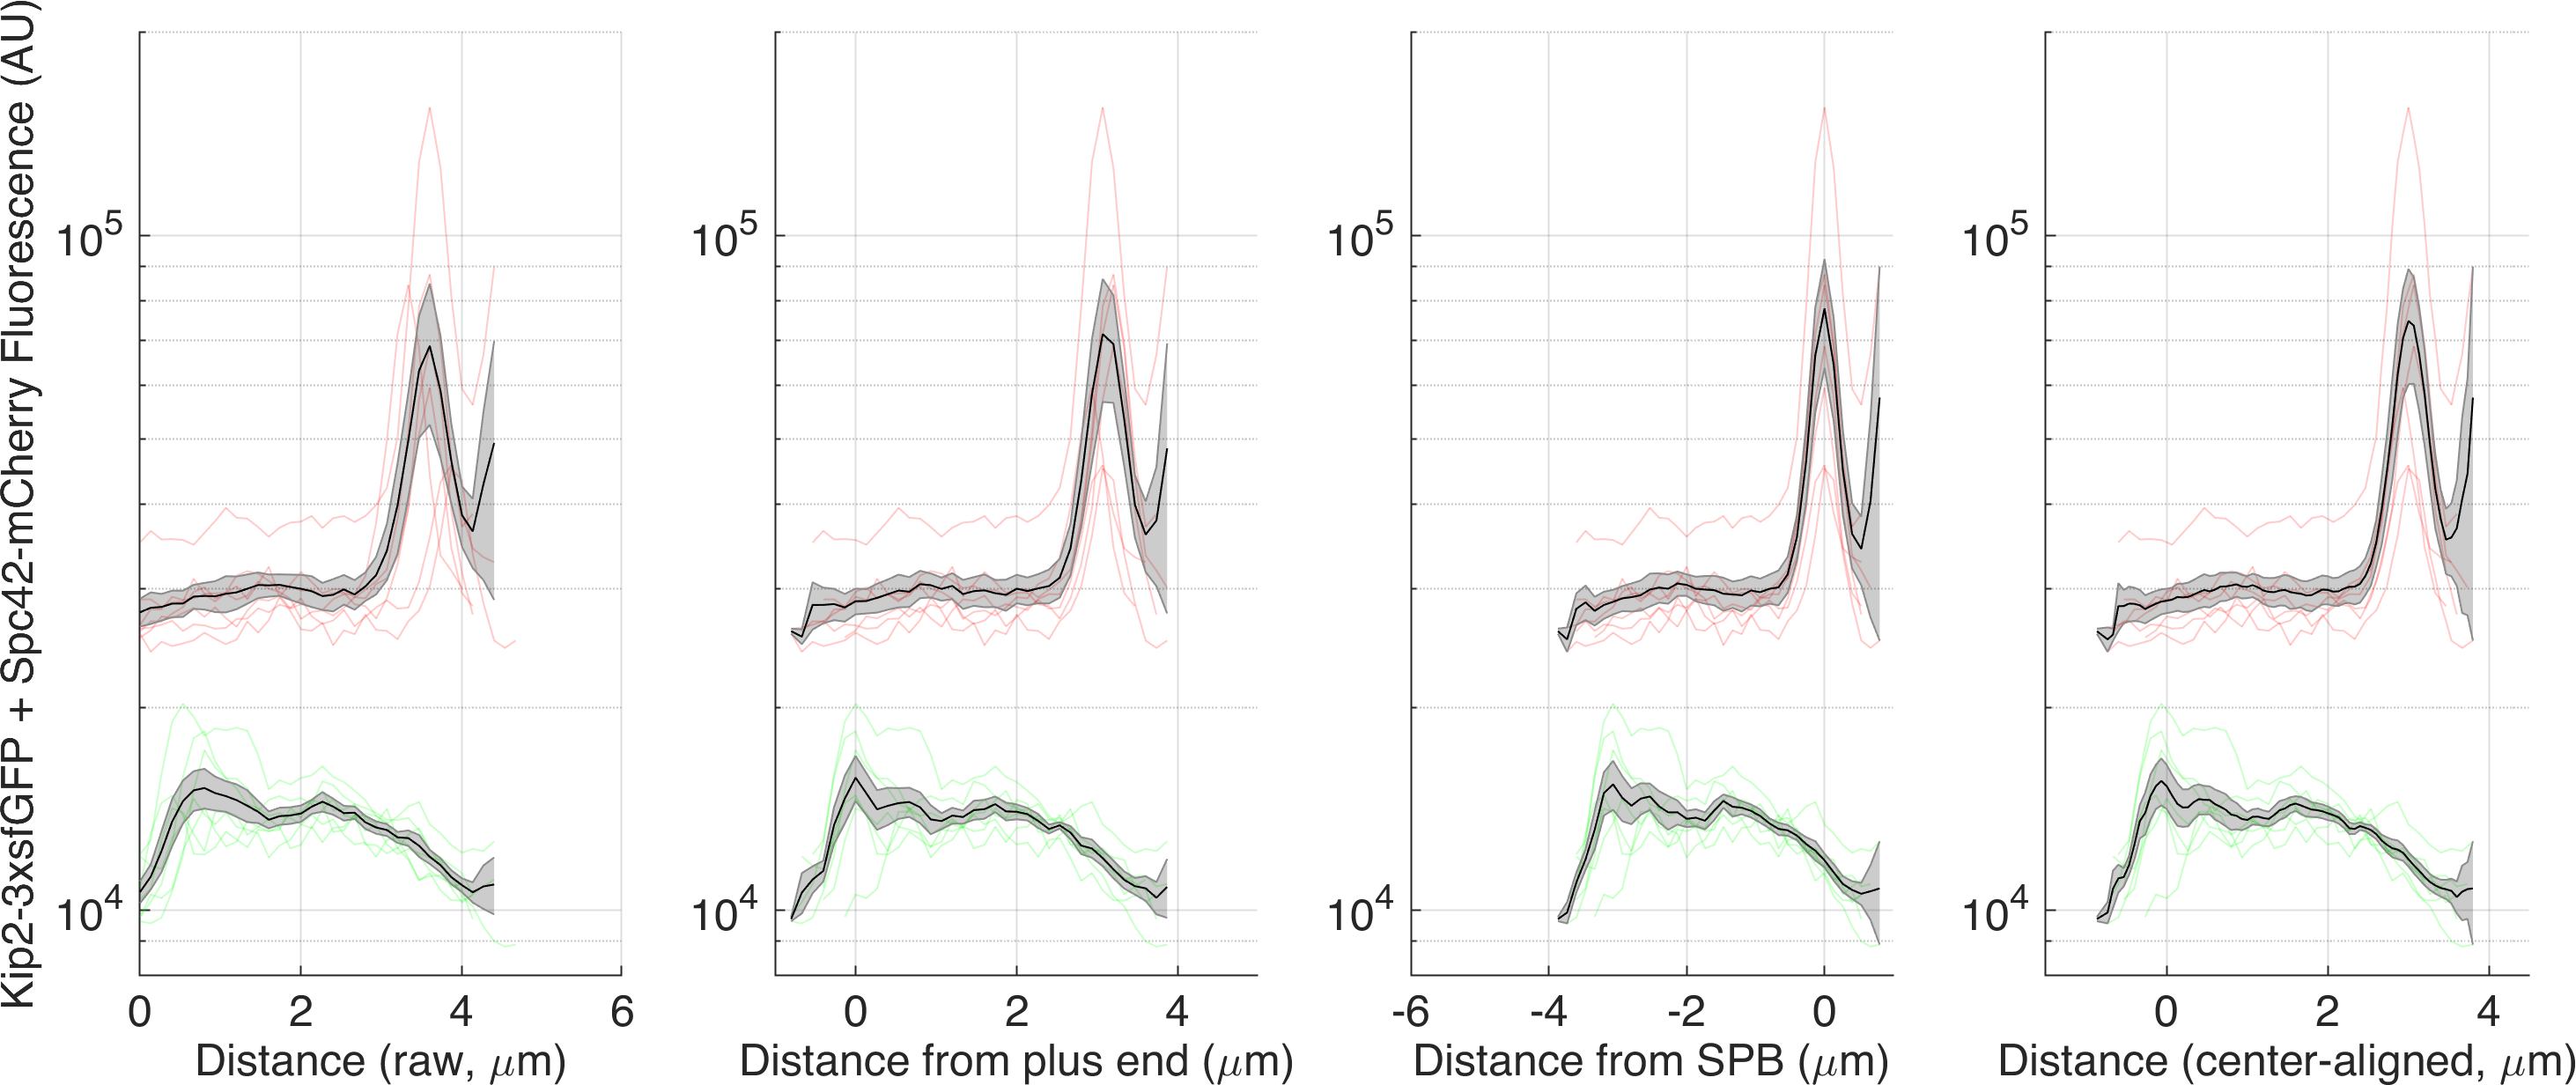 Kip2-3xsfGFP + Spc42-mCherry Fluorescence (AU)
10^5
10^4
0 2 4 6
Distance (raw, μm)
10^5
10^4
0 2 4
Distance from plus end (μm)
10^5
10^4
-6 -4 -2 0
Distance from SPB (μm)
10^5
10^4
0 2 4
Distance (center-aligned, μm)